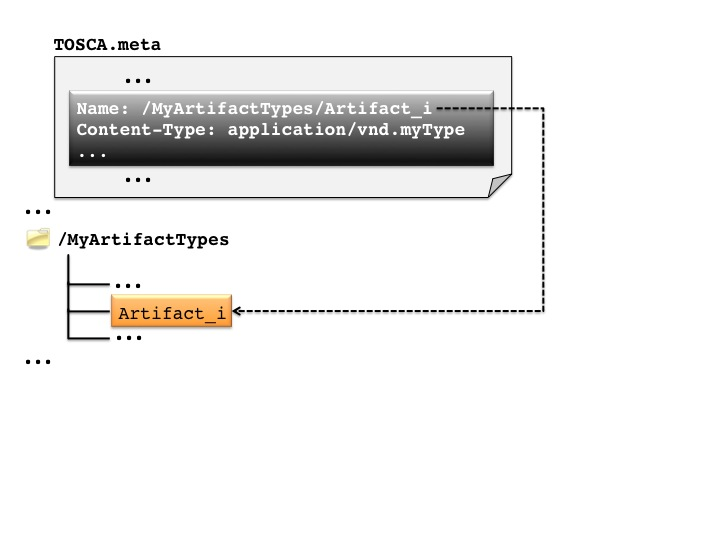 TOSCA.meta
...
Name: /MyArtifactTypes/Artifact_i
Content-Type: application/vnd.myType
...
...
...
/MyArtifactTypes
...
Artifact_i
...
...